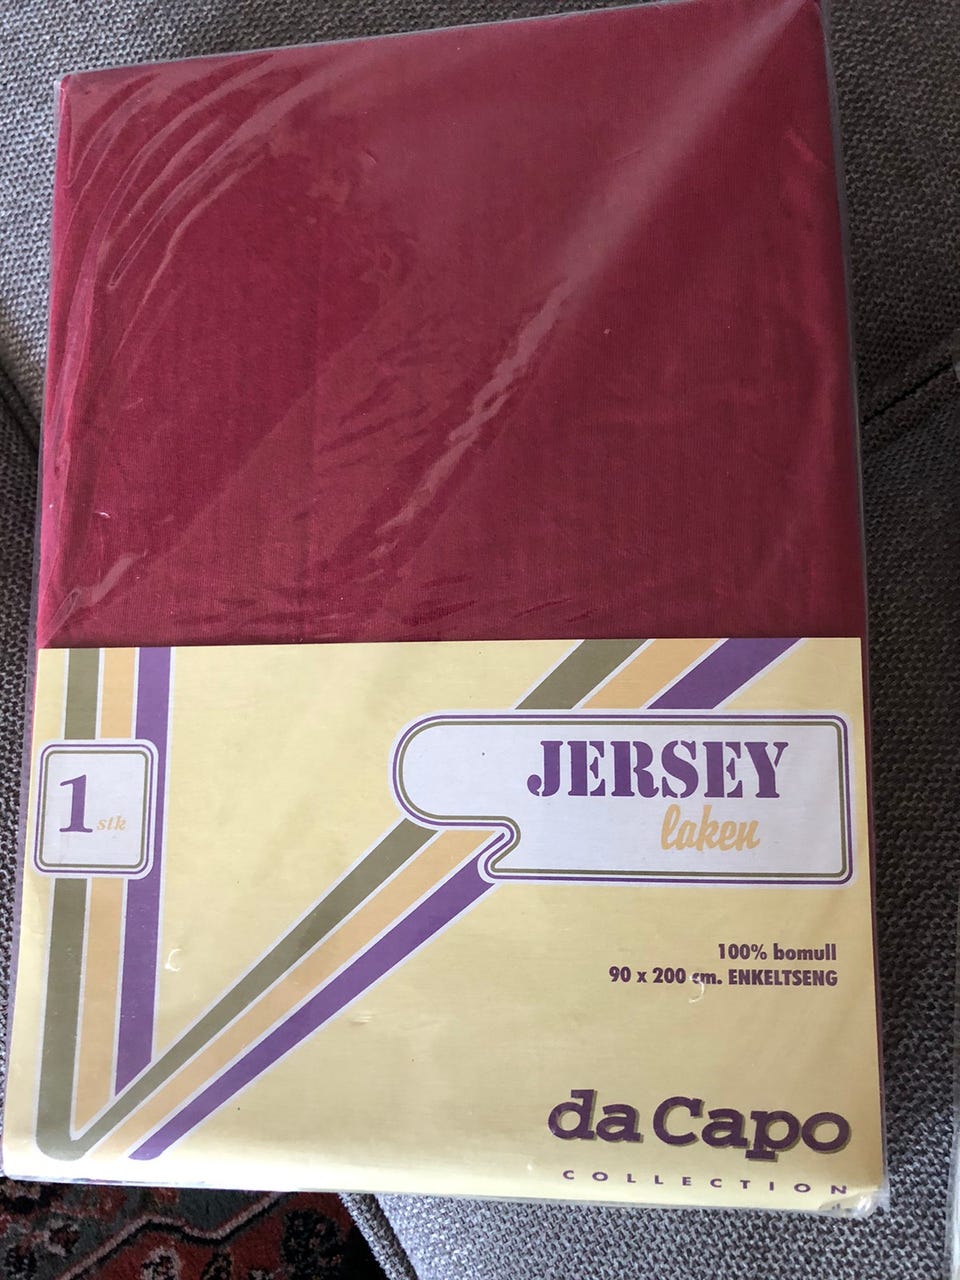 1 stk
JERSEY
laken
100% bomull
90 x 200 cm. ENKELTSENG
da Capo
COLLECTION